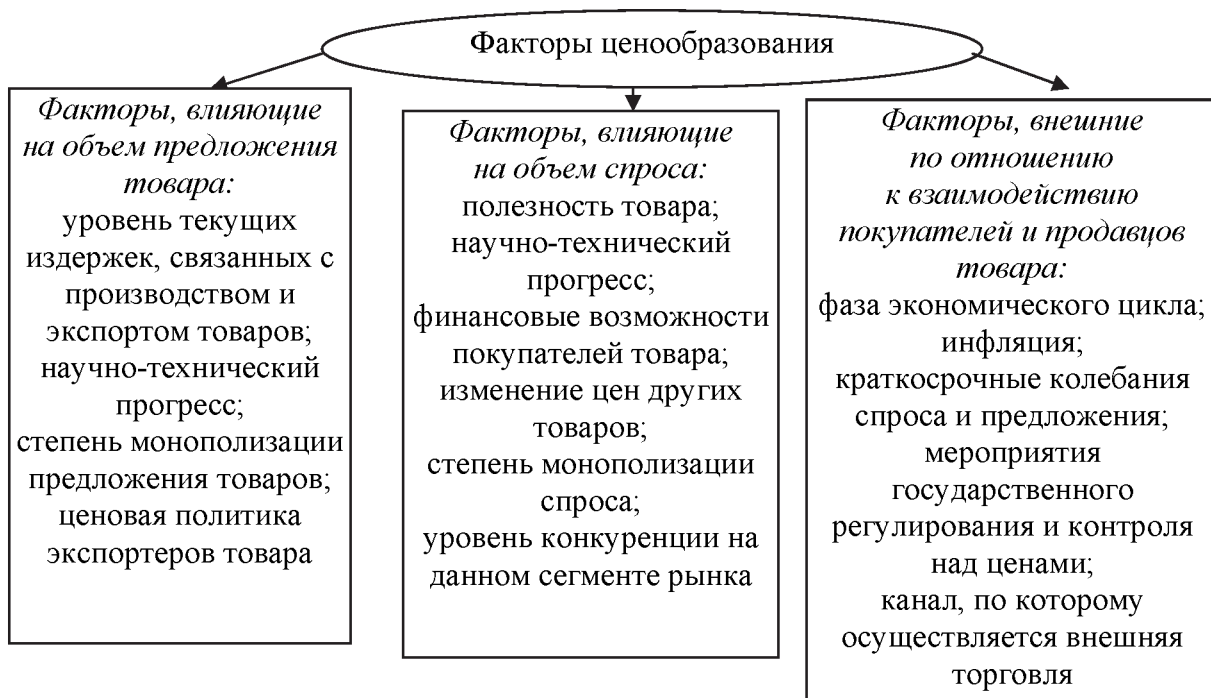 Факторы ценообразования
Факторы, влияющие
на объем предложения
товара:
уровень текущих
издержек, связанных с
производством и
экспортом товаров;
научно-технический
прогресс;
степень монополизации
предложения товаров;
ценовая политика
экспортеров товара
Факторы, влияющие
на объем спроса:
полезность товара;
научно-технический
прогресс;
финансовые возможности
покупателей товара;
изменение цен других
товаров;
степень монополизации
спроса;
уровень конкуренции на
данном сегменте рынка
Факторы, внешние
по отношению
к взаимодействию
покупателей и продавцов
товара:
фаза экономического цикла;
инфляция;
краткосрочные колебания
спроса и предложения;
мероприятия
государственного
регулирования и контроля
над ценами;
канал, по которому
осуществляется внешняя
торговля